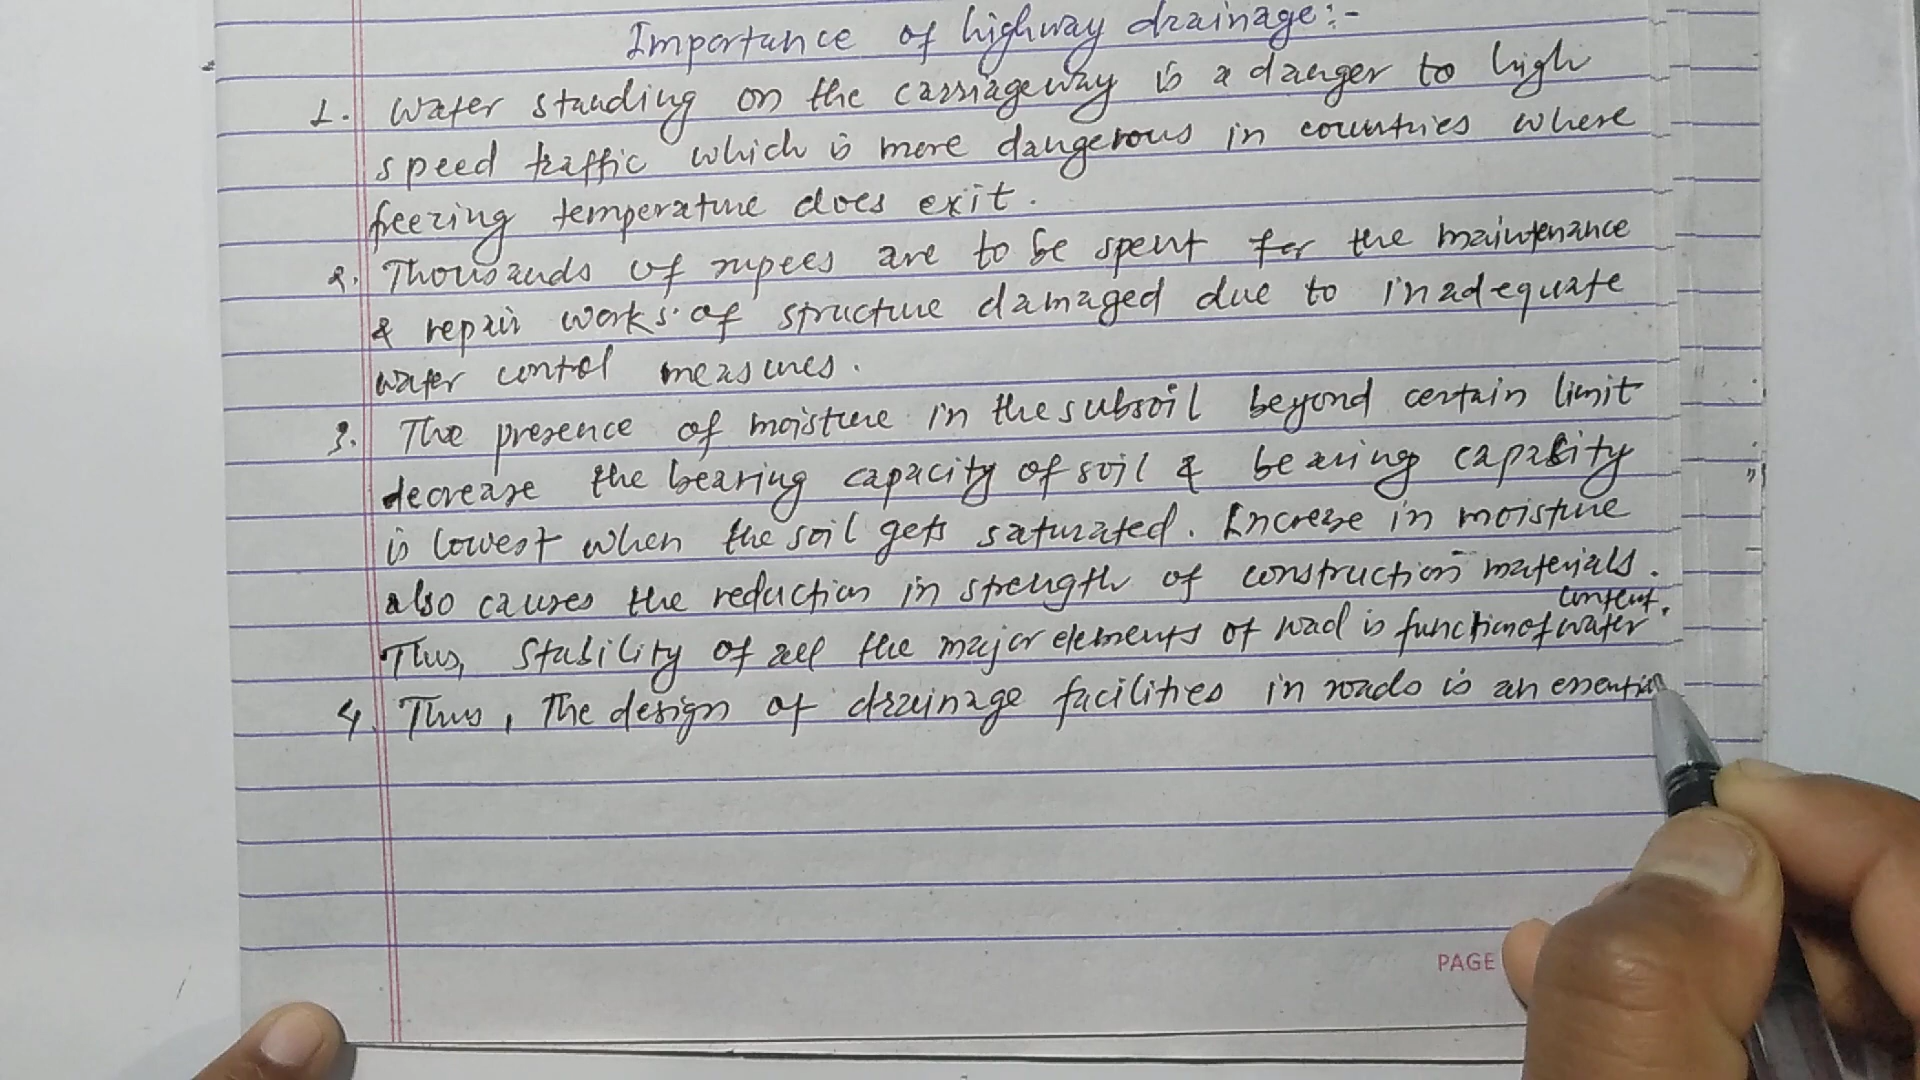 Importance of highway drainage:-
1. Water standing on the carriageway is a danger to high
speed traffic which is more dangerous in countries where
freezing temperature does exit.
2. Thousands of rupees are to be spent for the maintenance
& repair works of structure damaged due to inadequate
water contol measures.
3. The presence of moisture in the subsoil beyond certain limit
decrease the bearing capacity of soil & bearing capacity
is lowest when the soil gets saturated. Increase in moisture
also causes the reduction in strength of construction materials.
Thus, Stability of all the major elements of road is function of water content.
4. Thus, The design of drainage facilities in roads is an essential
PAGE